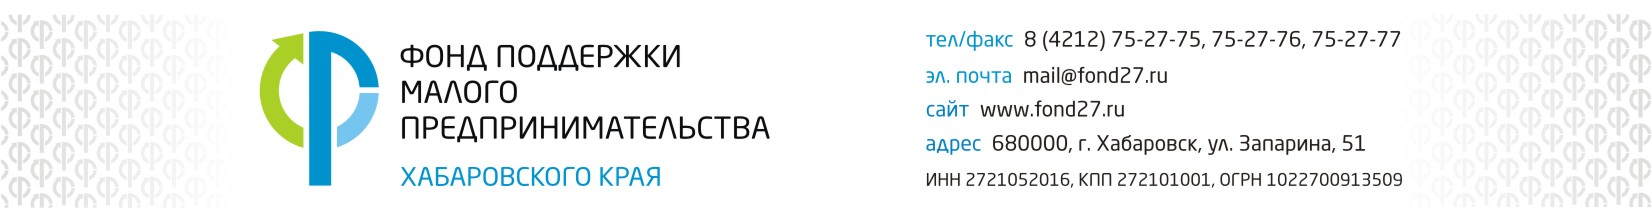 ФОНД ПОДДЕРЖКИ
МАЛОГО
ПРЕДПРИНИМАТЕЛЬСТВА
ХАБАРОВСКОГО КРАЯ
тел/факс 8 (4212) 75-27-75, 75-27-76, 75-27-77
эл. почта mail@fond27.ru
сайт www.fond27.ru
адрес 680000, г. Хабаровск, ул. Запарина, 51
ИНН 2721052016, КПП 272101001, ОГРН 1022700913509